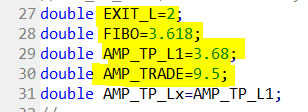 27 double EXIT_L=2;
28 double FIBO=3.618;
29 double AMP_TP_L1=3.68;
30 double AMP_TRADE=9.5;
31 double AMP_TP_Lx=AMP_TP_L1;